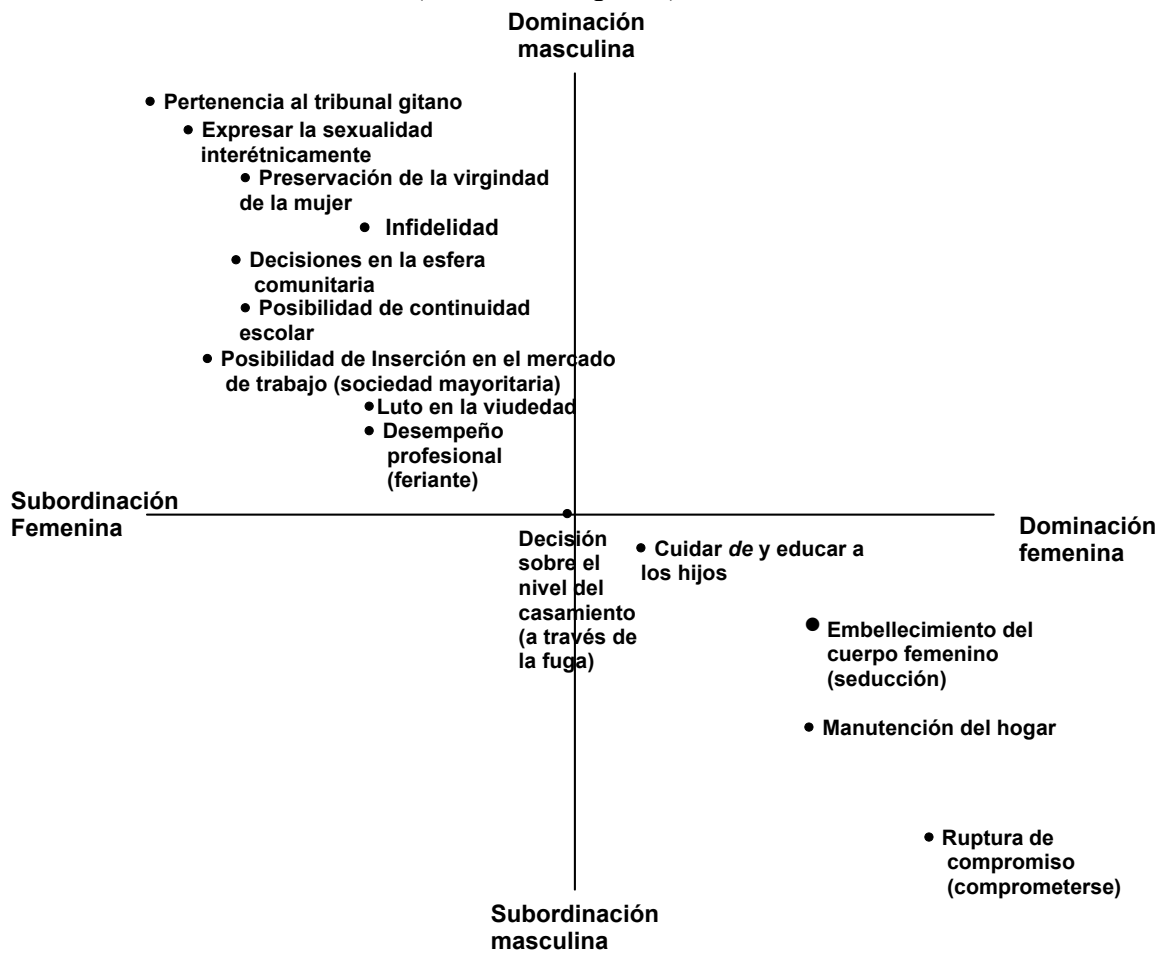 Dominación
masculina
• Pertenencia al tribunal gitano
• Expresar la sexualidad
interétnicamente
• Preservación de la virgindad
de la mujer
• Infidelidad
• Decisiones en la esfera
comunitaria
• Posibilidad de continuidad
escolar
• Posibilidad de Inserción en el mercado
de trabajo (sociedad mayoritaria)
•Luto en la viudedad
• Desempeño
profesional
(feriante)
Subordinación
Femenina
Dominación
femenina
Decisión
sobre el
nivel del
casamiento
(a través de
la fuga)
• Cuidar de y educar a
los hijos
• Embellecimiento del
cuerpo femenino
(seducción)
• Manutención del hogar
• Ruptura de
compromiso
(comprometerse)
Subordinación
masculina